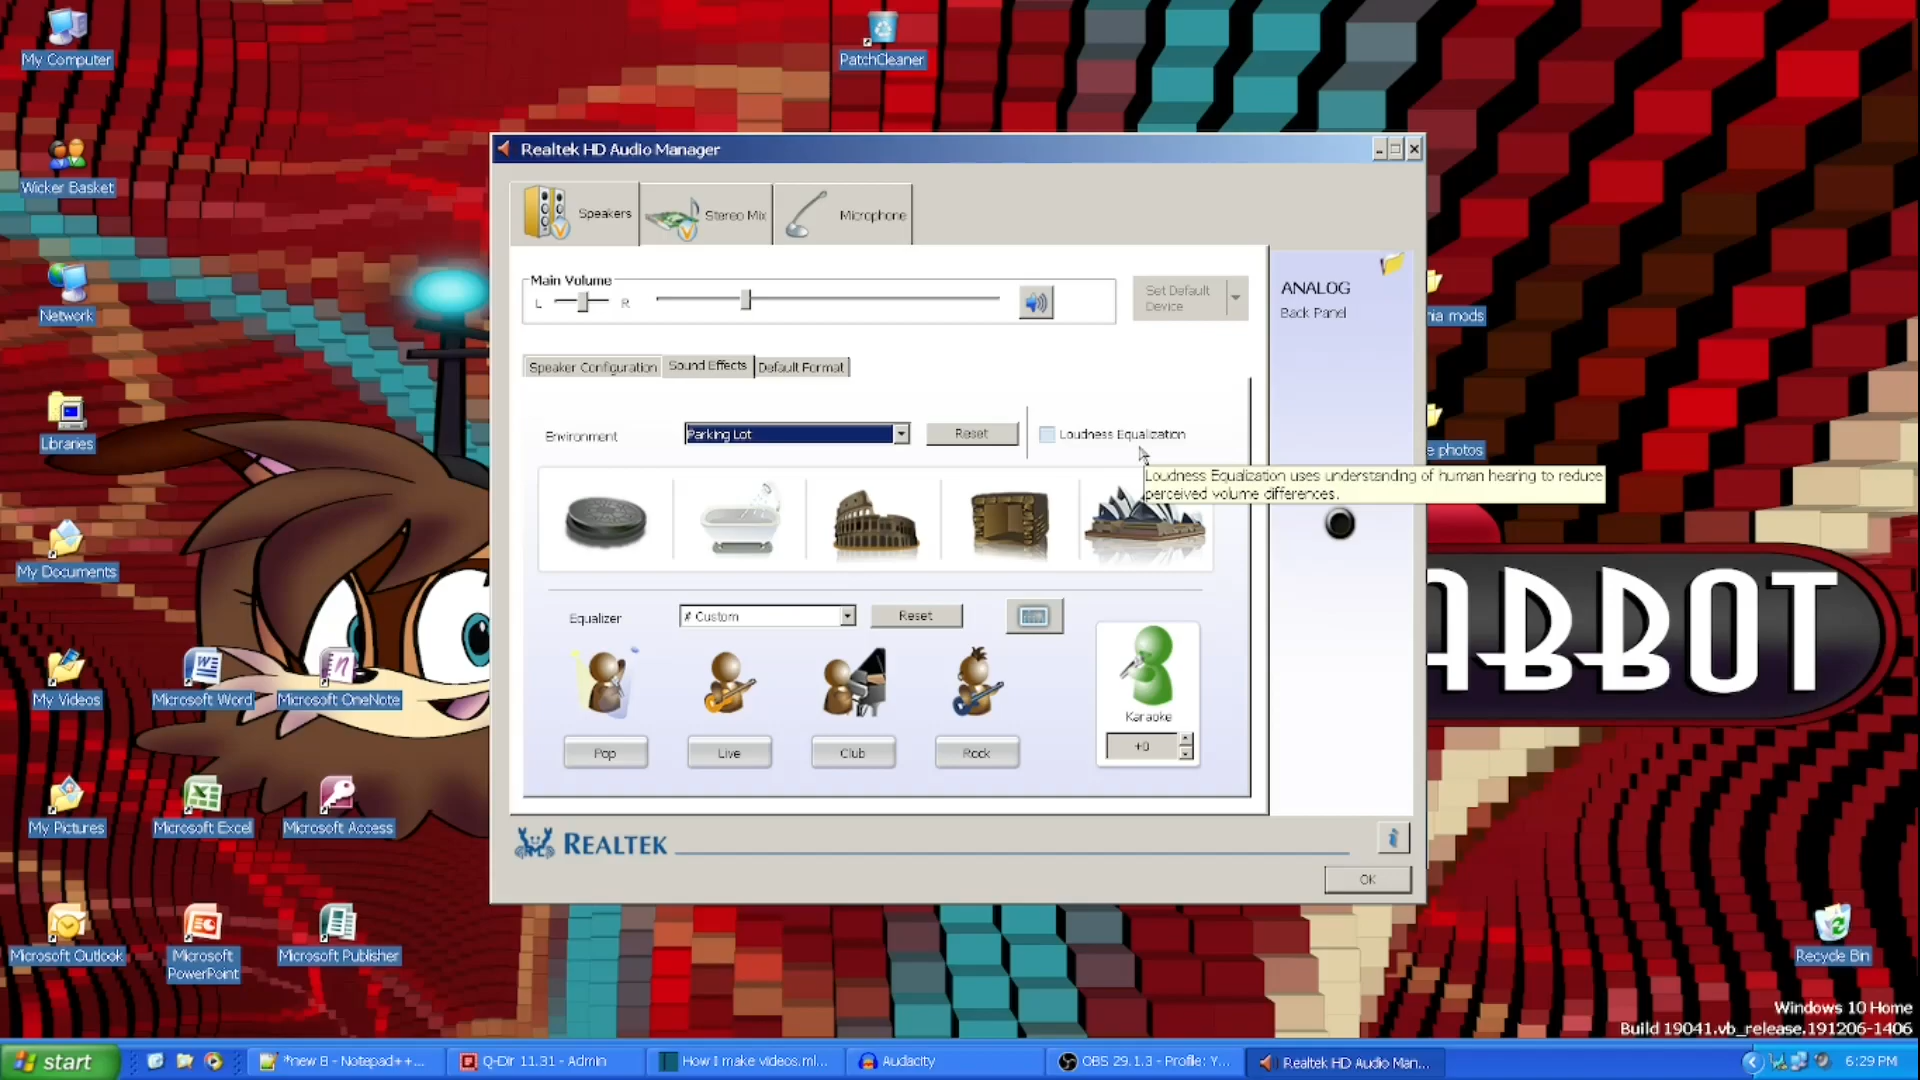 My Computer
PatchCleaner
Realtek HD Audio Manager
Wicker Basket
Speakers
Stereo Mix
Microphone
Main Volume
L
R
Set Default
Device
ANALOG
Back Panel
Network
nia mods
Speaker Configuration
Sound Effects
Default Format
Environment
Parking Lot
Reset
Loudness Equalization
Libraries
e photos
Loudness Equalization uses understanding of human hearing to reduce
perceived volume differences.
My Documents
ABBOT
Equalizer
# Custom
Reset
My Videos
Microsoft Word
Microsoft OneNote
Karaoke
+0
Pop
Live
Club
Rock
My Pictures
Microsoft Excel
Microsoft Access
REALTEK
OK
Microsoft Outlook
Microsoft
PowerPoint
Microsoft Publisher
Recycle Bin
Windows 10 Home
Build 19041.vb_release.191206-1406
start
*new 8 - Notepad++...
Q-Dir 11.31 - Admin
How I make videos.ml...
Audacity
OBS 29.1.3 - Profile: Y...
Realtek HD Audio Man...
6:29 PM